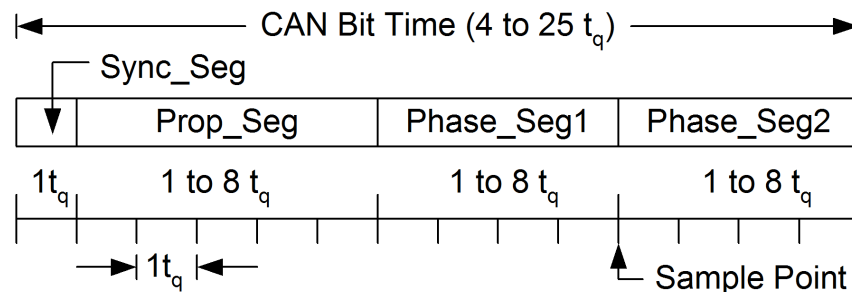 CAN Bit Time (4 to 25 tq)
Sync_Seg
Prop_Seg Phase_Seg1 Phase_Seg2
1tq 1 to 8 tq 1 to 8 tq 1 to 8 tq
1tq
Sample Point